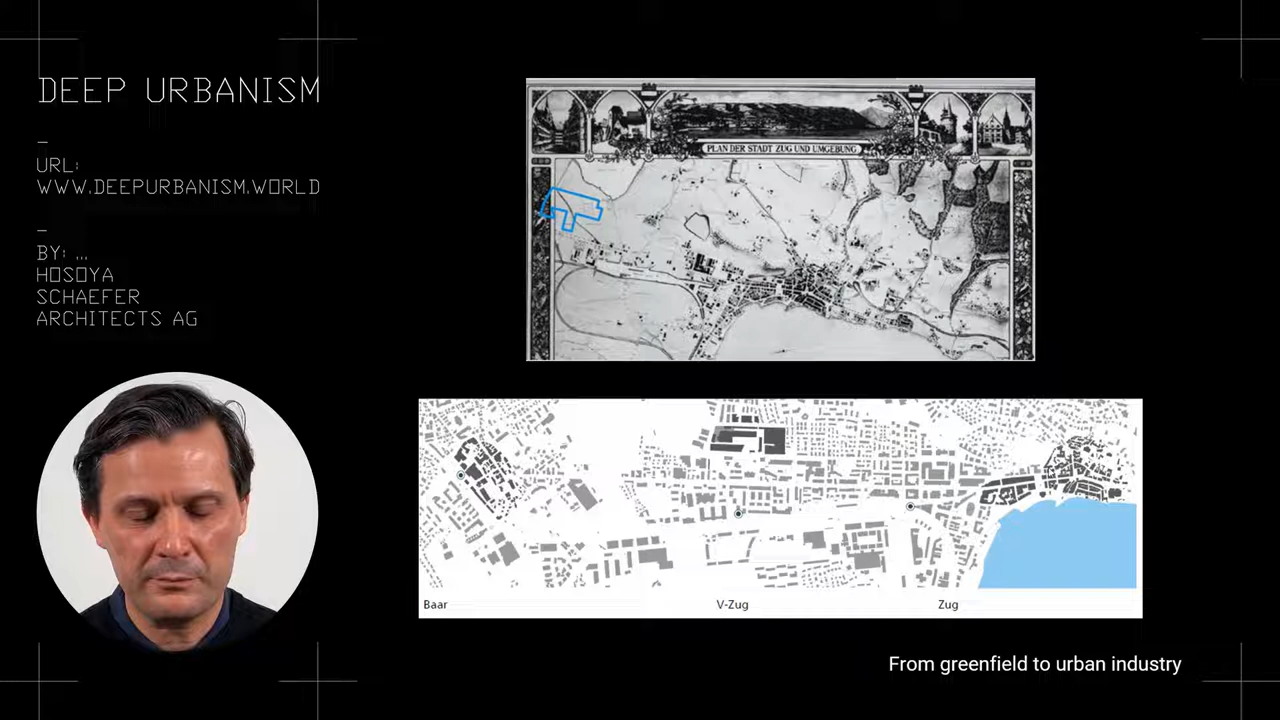 DEEP URBANISM
–
URL:
WWW.DEEPURBANISM.WORLD
–
BY: ...
HOSOYA
SCHAEFER
ARCHITECTS AG
PLAN DER STADT ZUG UND UMGEBUNG
Baar
V-Zug
Zug
From greenfield to urban industry